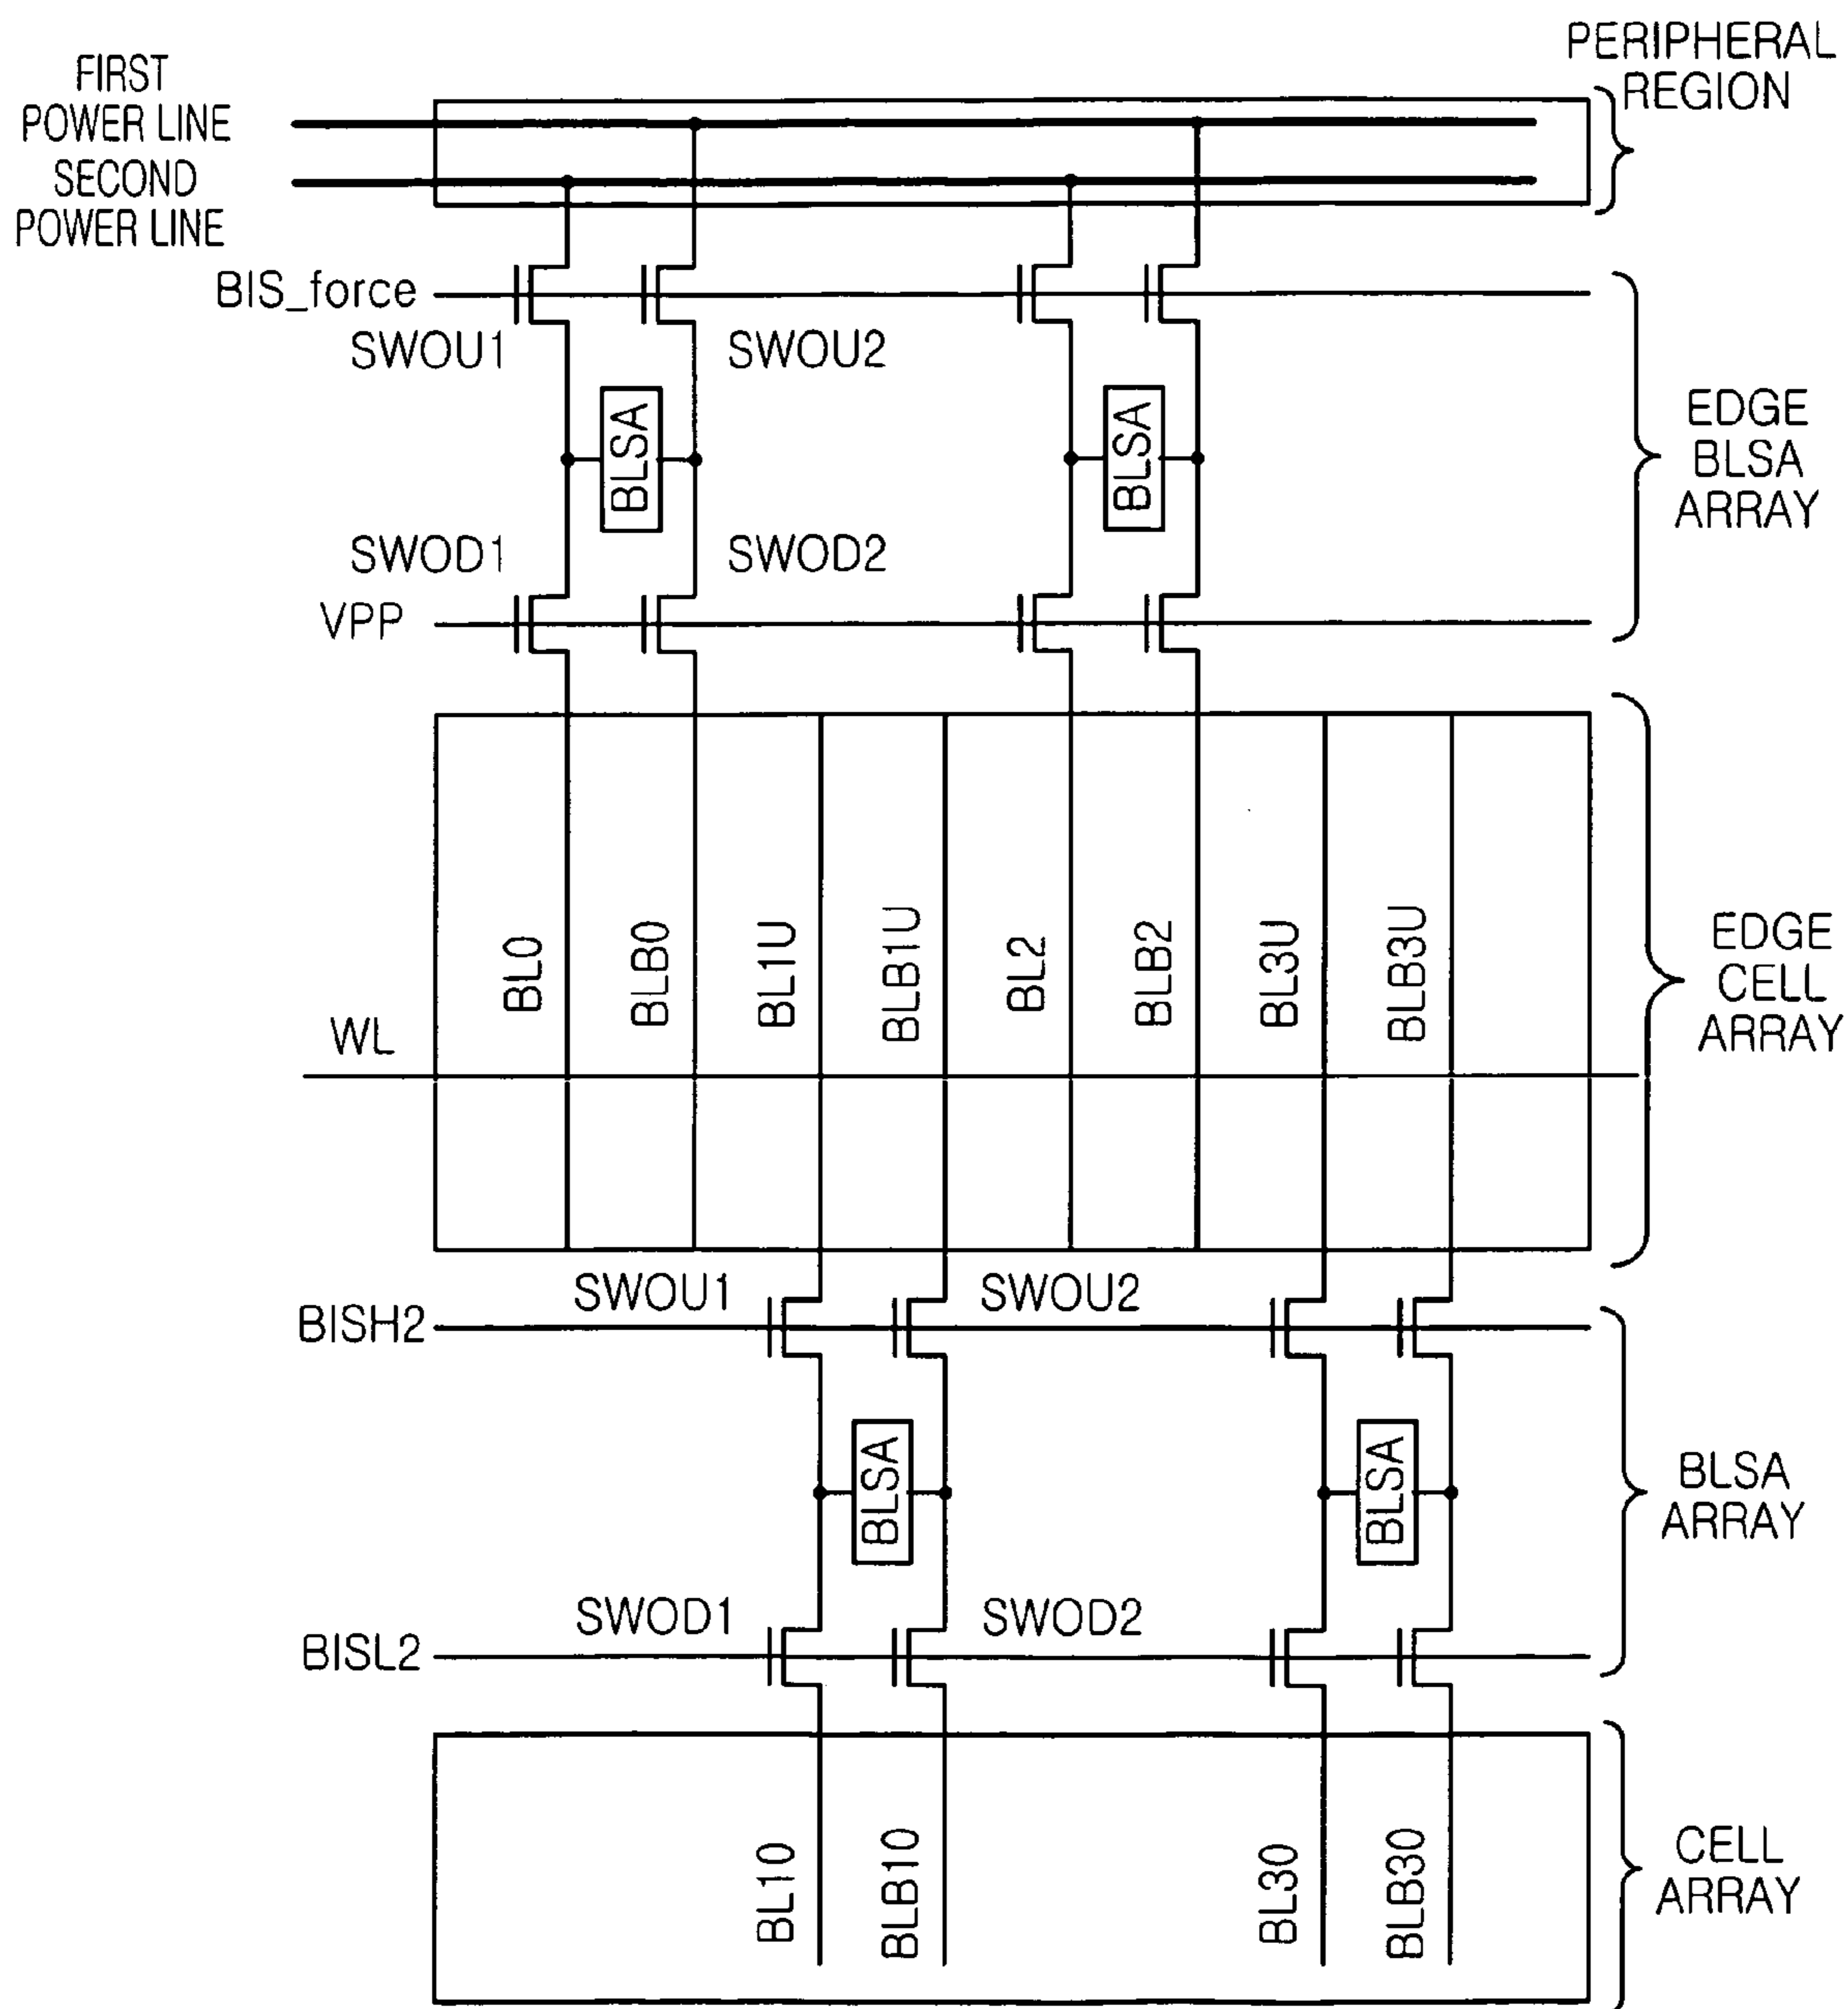 PERIPHERAL
REGION
FIRST
POWER LINE
SECOND
POWER LINE
BIS_force
SWOU1
SWOU2
BLSA
BLSA
EDGE
BLSA
ARRAY
SWOD1
SWOD2
VPP
BL0
BLB0
BL1U
BLB1U
BL2
BLB2
BL3U
BLB3U
EDGE
CELL
ARRAY
WL
SWOU1
SWOU2
BISH2
BLSA
BLSA
BLSA
ARRAY
SWOD1
SWOD2
BISL2
BL10
BLB10
BL30
BLB30
CELL
ARRAY